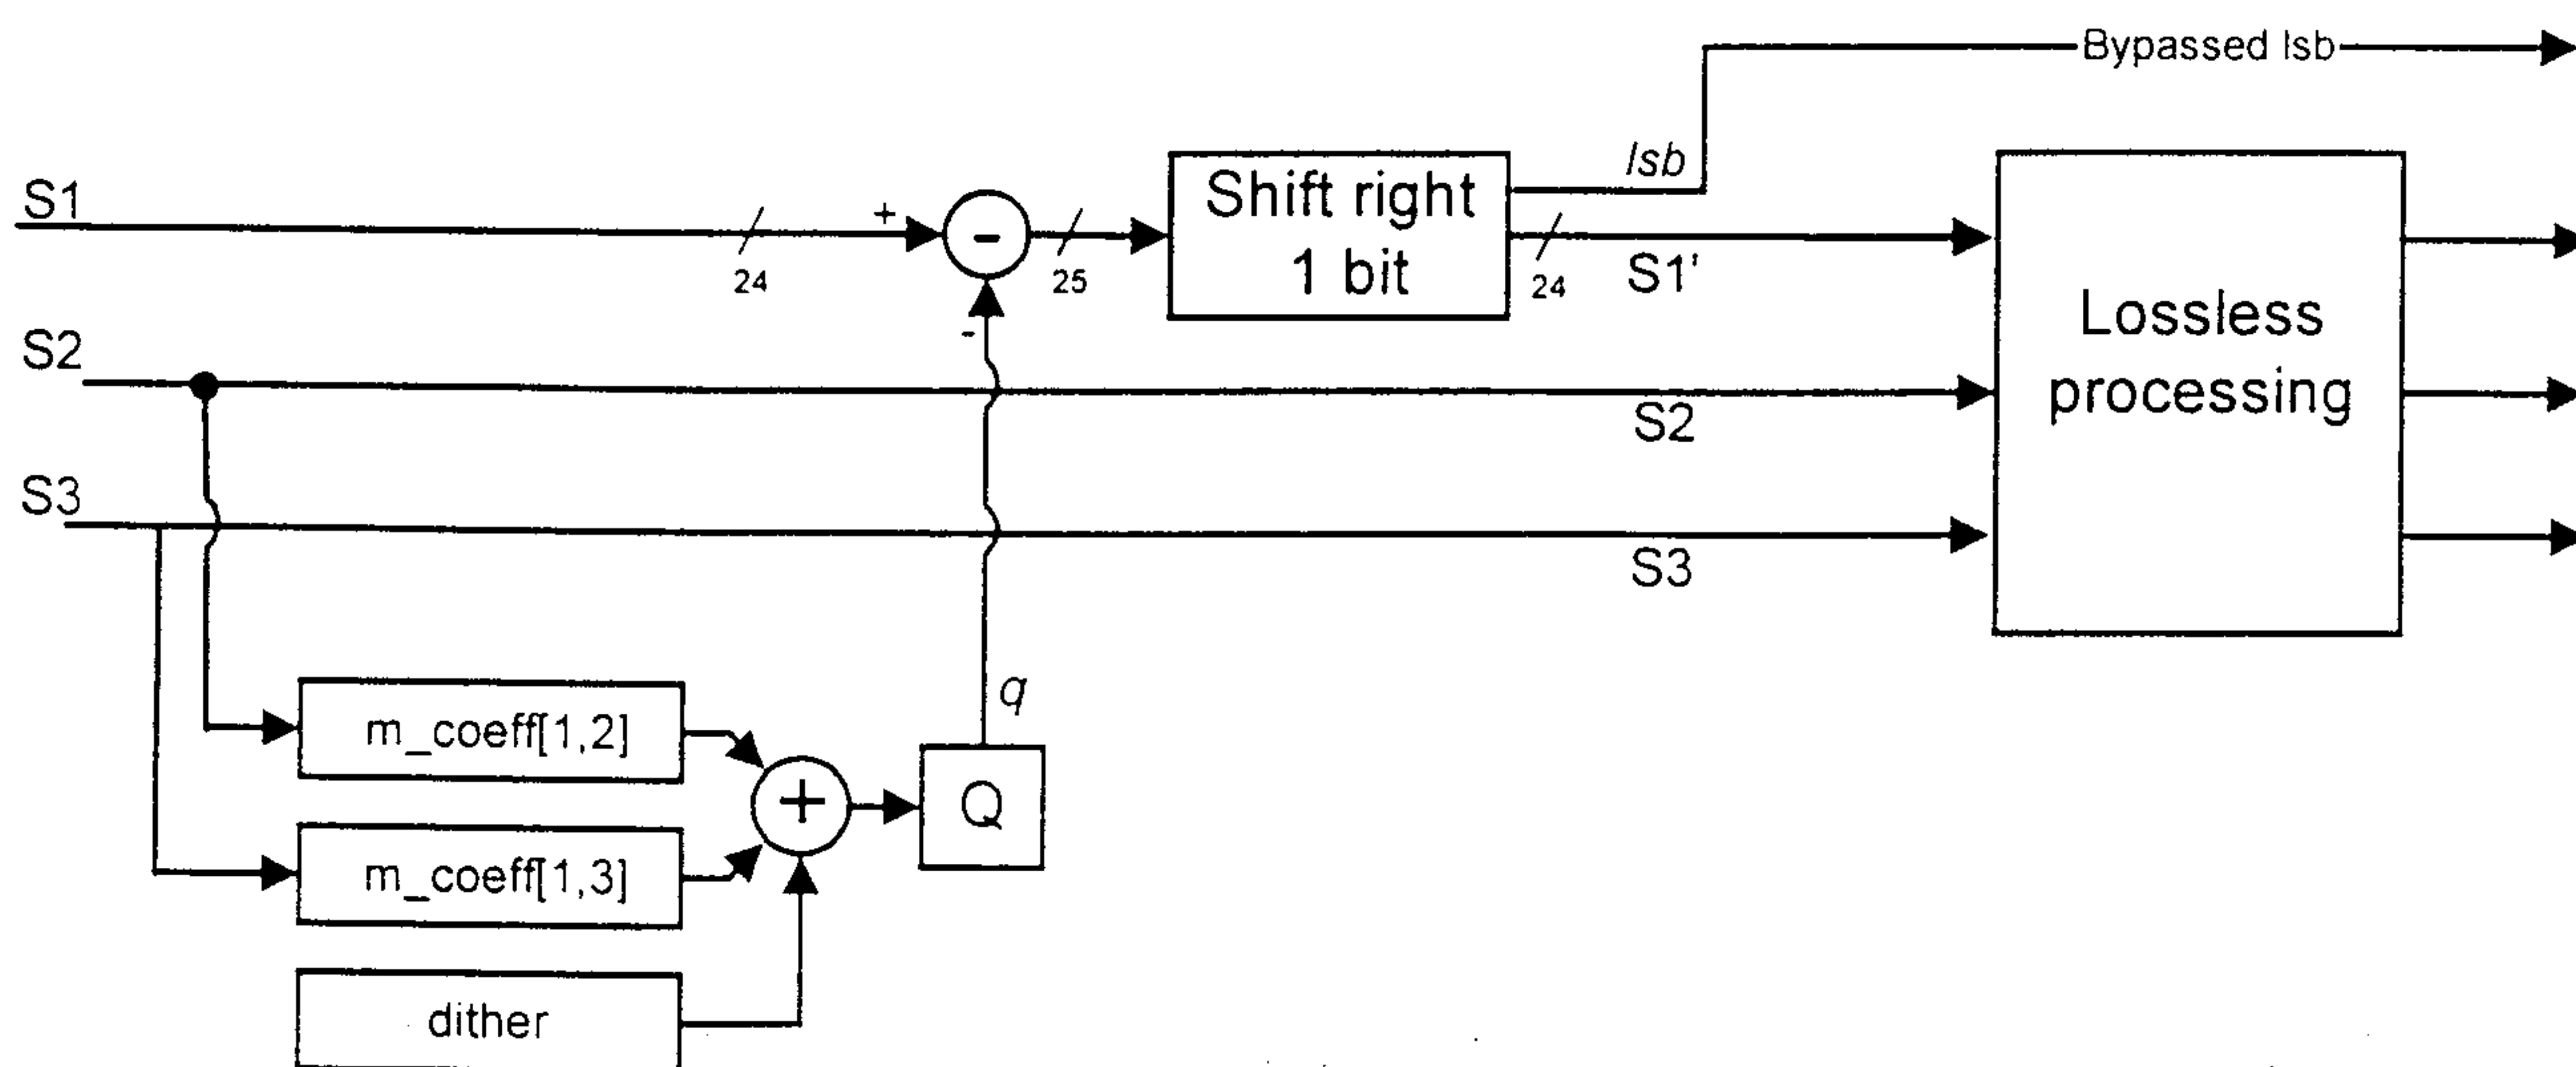 Bypassed lsb
lsb
S1
+
-
24
25
Shift right
1 bit
24
S1'
Lossless
processing
S2
-
S2
S3
S3
q
m_coeff[1,2]
+
Q
m_coeff[1,3]
dither